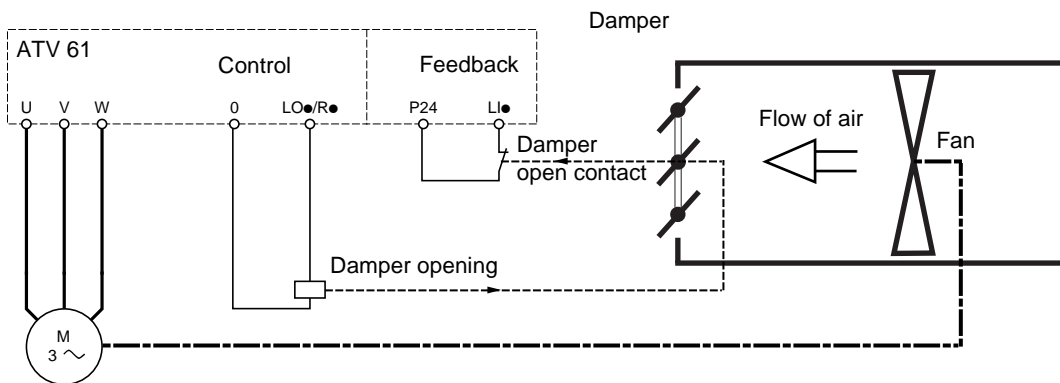 Damper
ATV 61
Control
Feedback
U V W 0 LO●/R● P24 LI●
Flow of air
Fan
Damper
open contact
Damper opening
M
3 ~